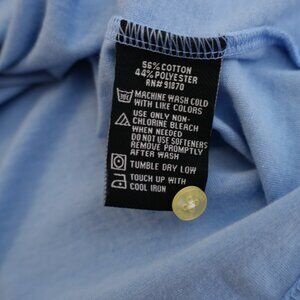 56% COTTON
44% POLYESTER
RN# 91870
MACHINE WASH COLD
WITH LIKE COLORS
USE ONLY NON-
CHLORINE BLEACH
WHEN NEEDED
DO NOT USE SOFTENERS
REMOVE PROMPTLY
AFTER WASH
TUMBLE DRY LOW
TOUCH UP WITH
COOL IRON